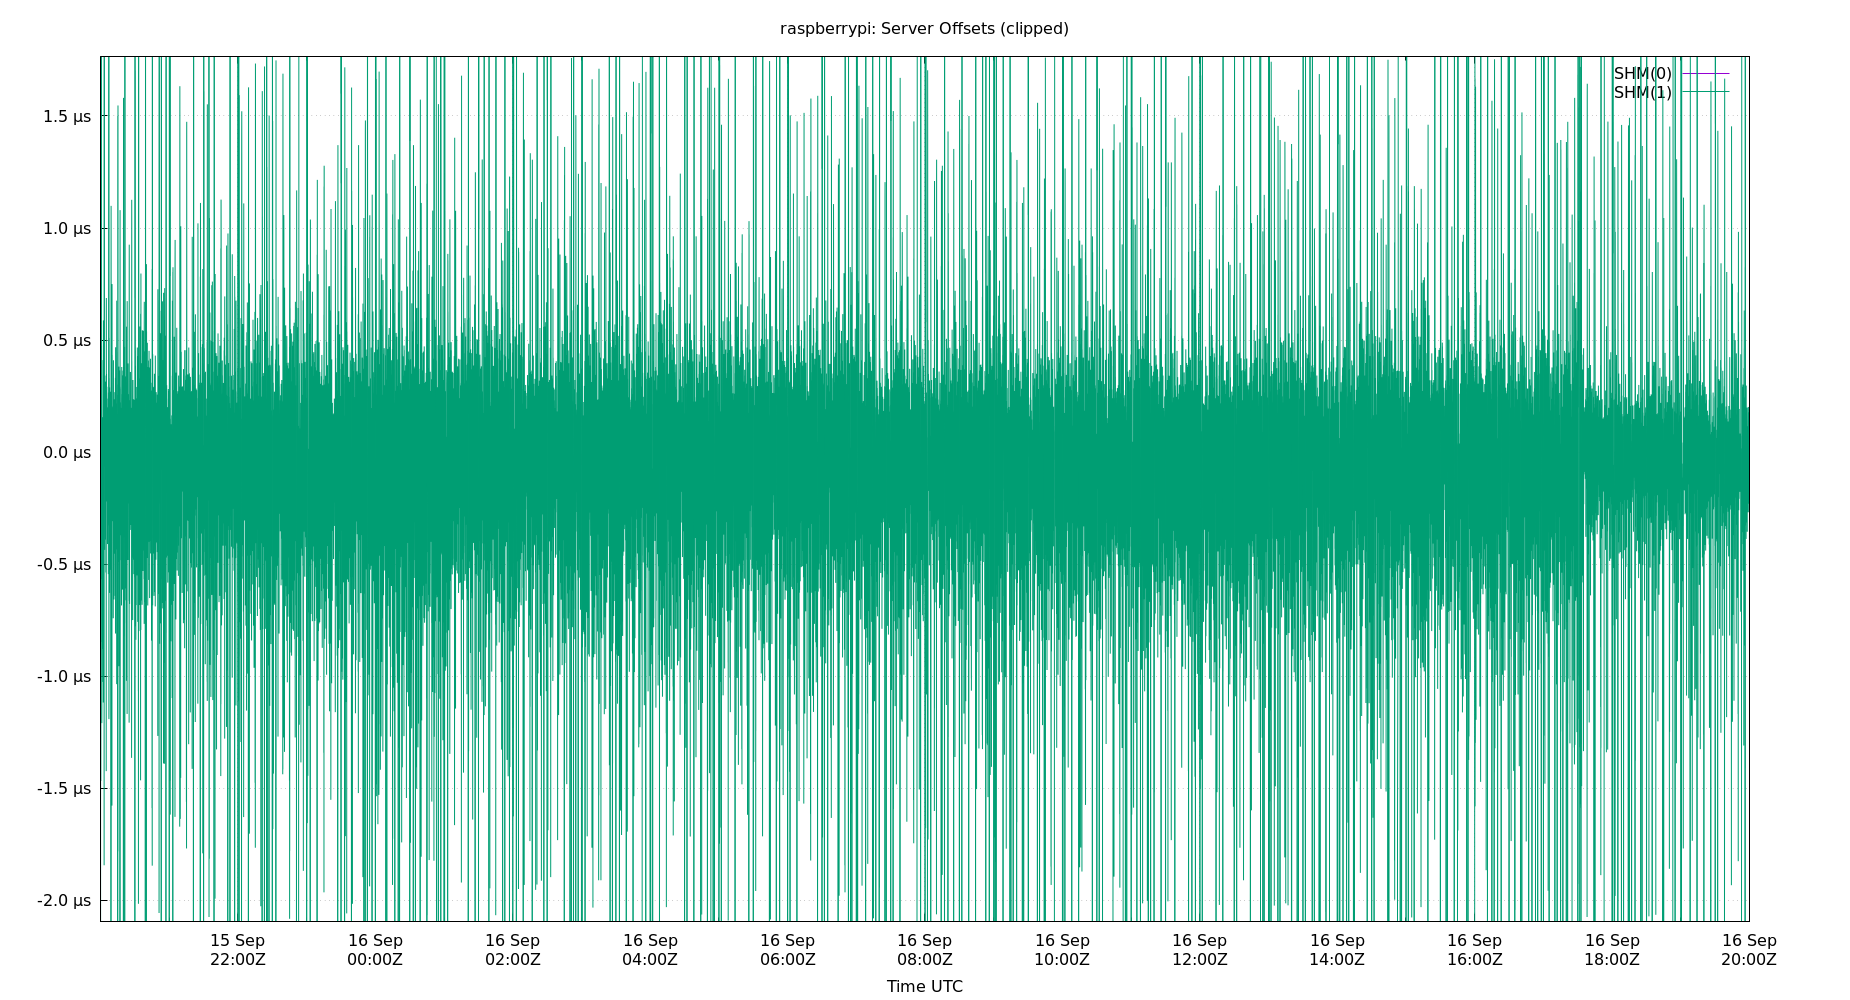 raspberrypi: Server Offsets (clipped)
SHM(0)
SHM(1)
1.5 µs
1.0 µs
0.5 µs
0.0 µs
-0.5 µs
-1.0 µs
-1.5 µs
-2.0 µs
15 Sep 16 Sep 16 Sep 16 Sep 16 Sep 16 Sep 16 Sep 16 Sep 16 Sep 16 Sep 16 Sep 16 Sep
22:00Z 00:00Z 02:00Z 04:00Z 06:00Z 08:00Z 10:00Z 12:00Z 14:00Z 16:00Z 18:00Z 20:00Z
Time UTC